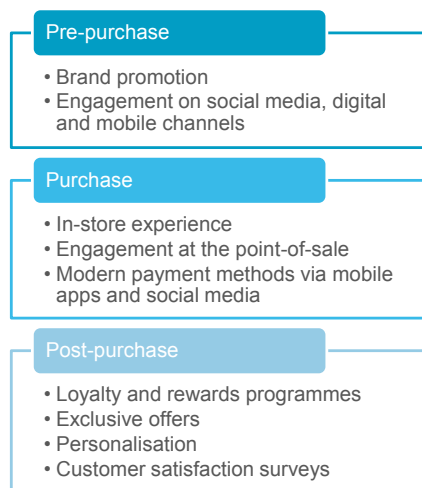 Pre-purchase
• Brand promotion
• Engagement on social media, digital
and mobile channels
Purchase
• In-store experience
• Engagement at the point-of-sale
• Modern payment methods via mobile
apps and social media
Post-purchase
• Loyalty and rewards programmes
• Exclusive offers
• Personalisation
• Customer satisfaction surveys